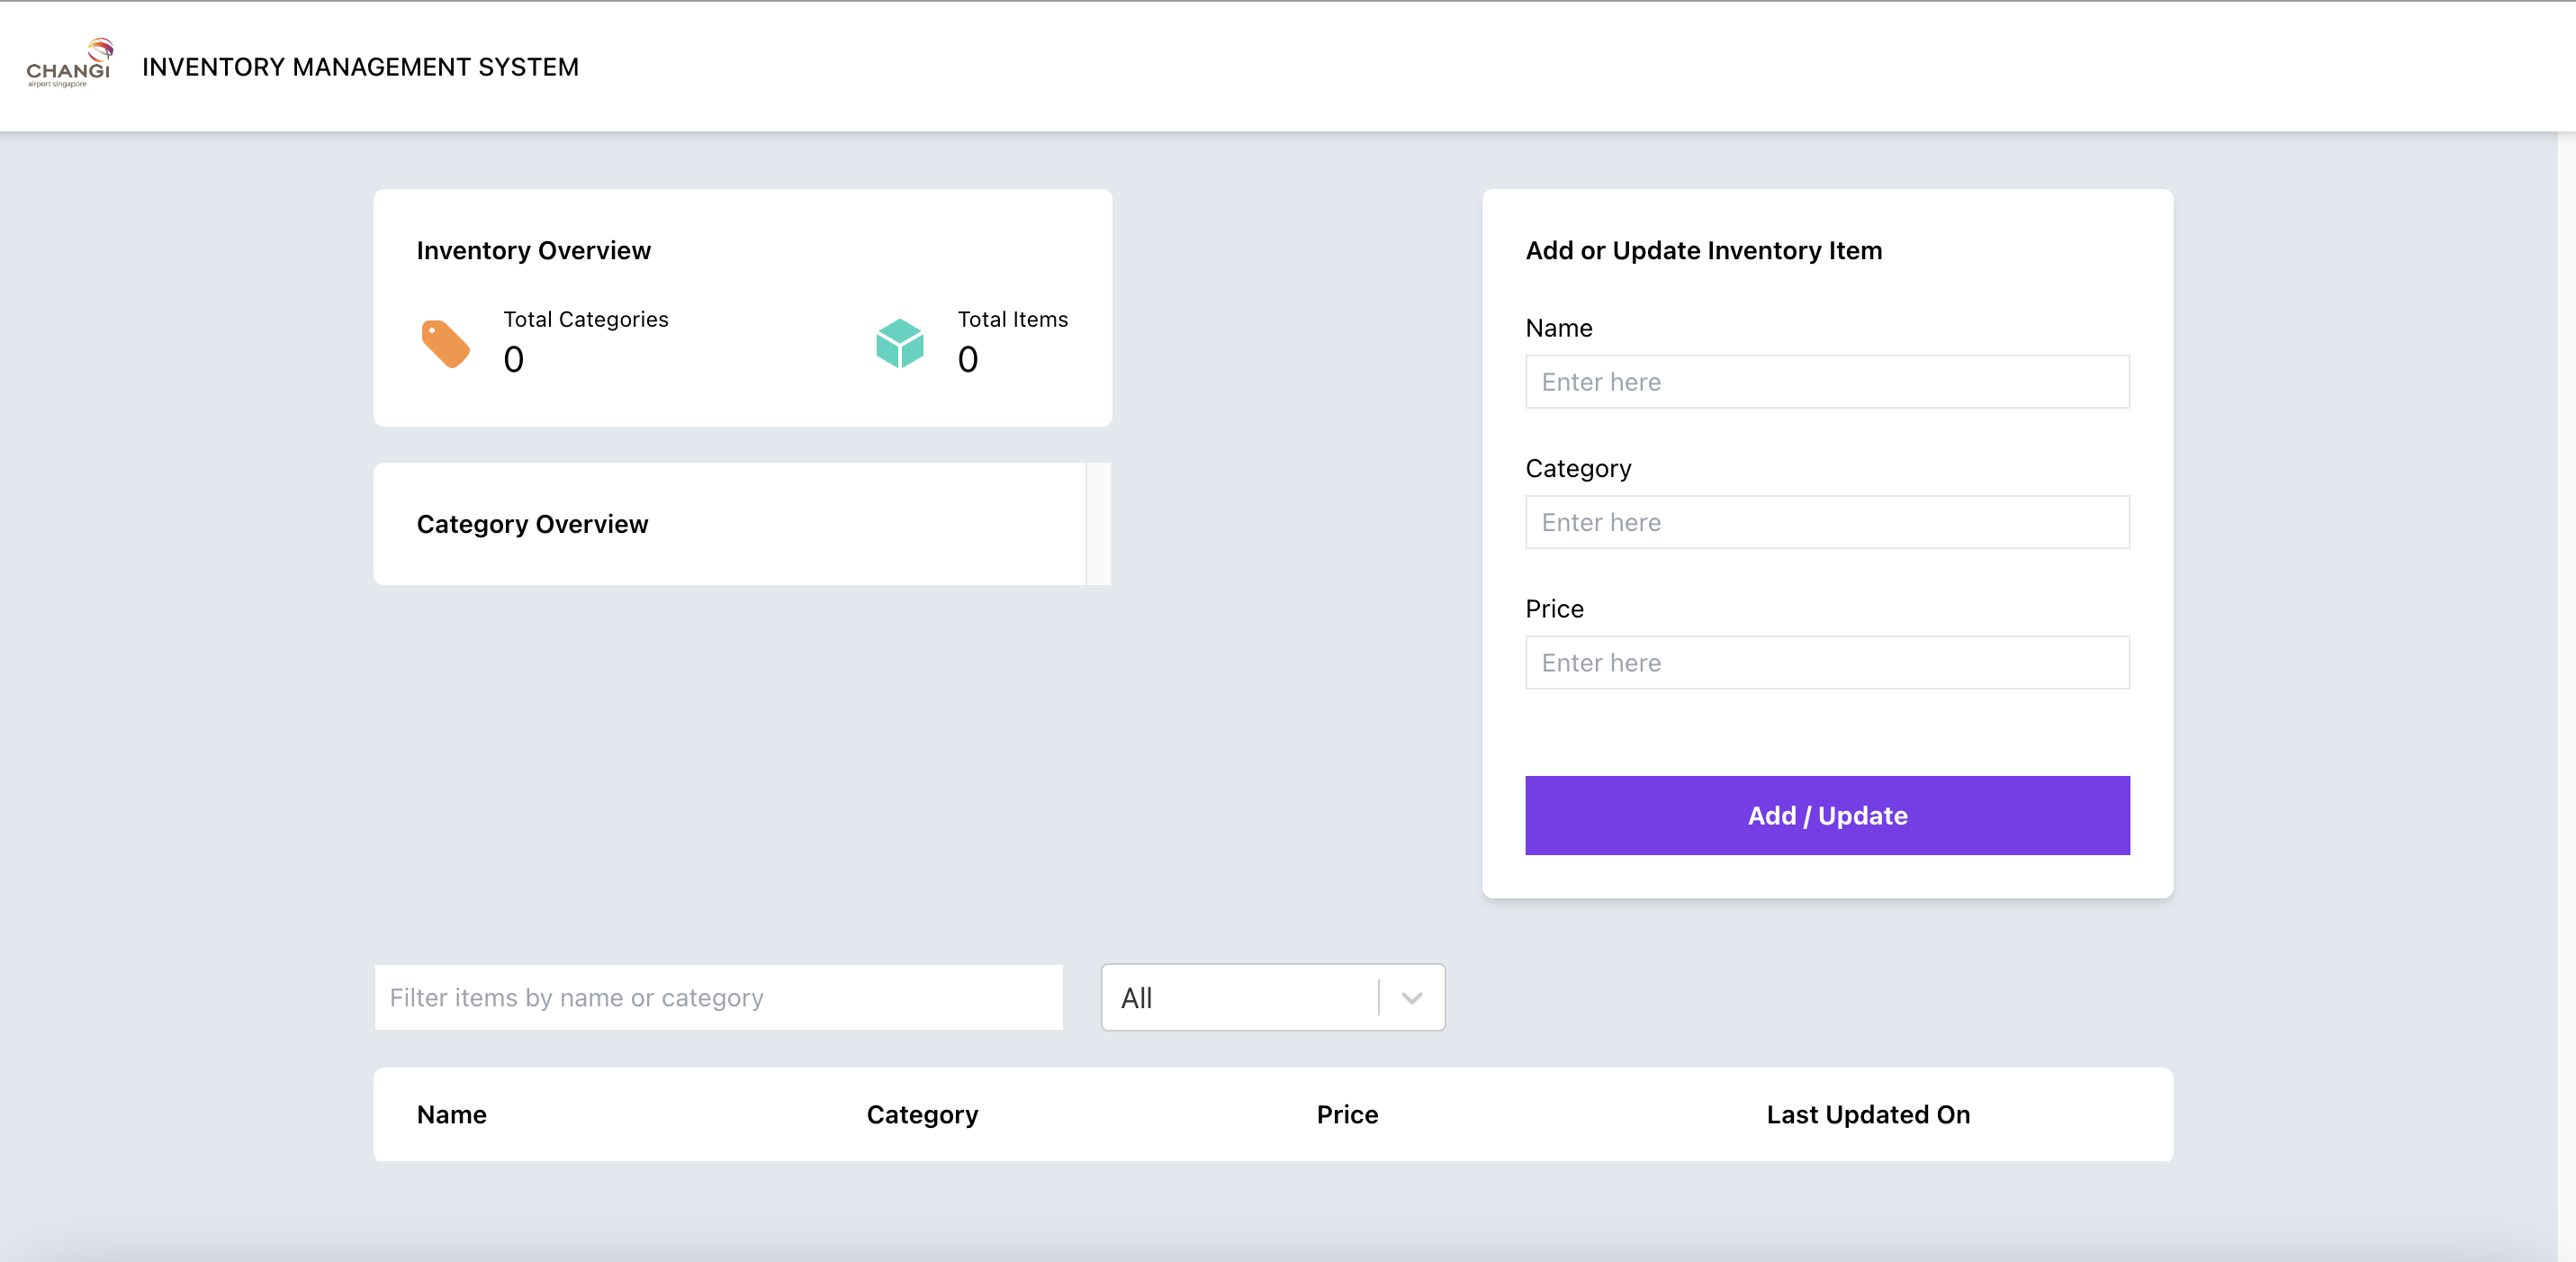 CHANGI
airport singapore
INVENTORY MANAGEMENT SYSTEM
Inventory Overview
Total Categories
0
Total Items
0
Category Overview
Add or Update Inventory Item
Name
Enter here
Category
Enter here
Price
Enter here
Add / Update
Filter items by name or category
All
Name Category Price Last Updated On